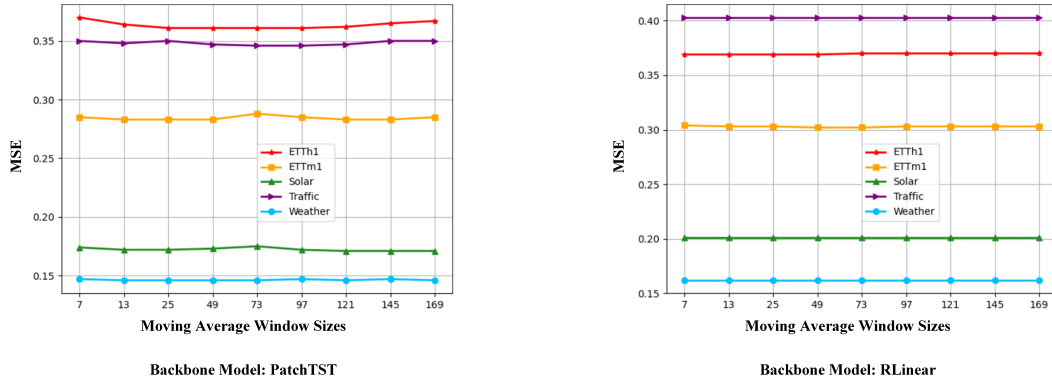 0.35
0.30
0.25
0.20
0.15
MSE
ETTh1
ETTm1
Solar
Traffic
Weather
7 13 25 49 73 97 121 145 169
Moving Average Window Sizes
Backbone Model: PatchTST
0.40
0.35
0.30
0.25
0.20
0.15
MSE
ETTh1
ETTm1
Solar
Traffic
Weather
7 13 25 49 73 97 121 145 169
Moving Average Window Sizes
Backbone Model: RLinear